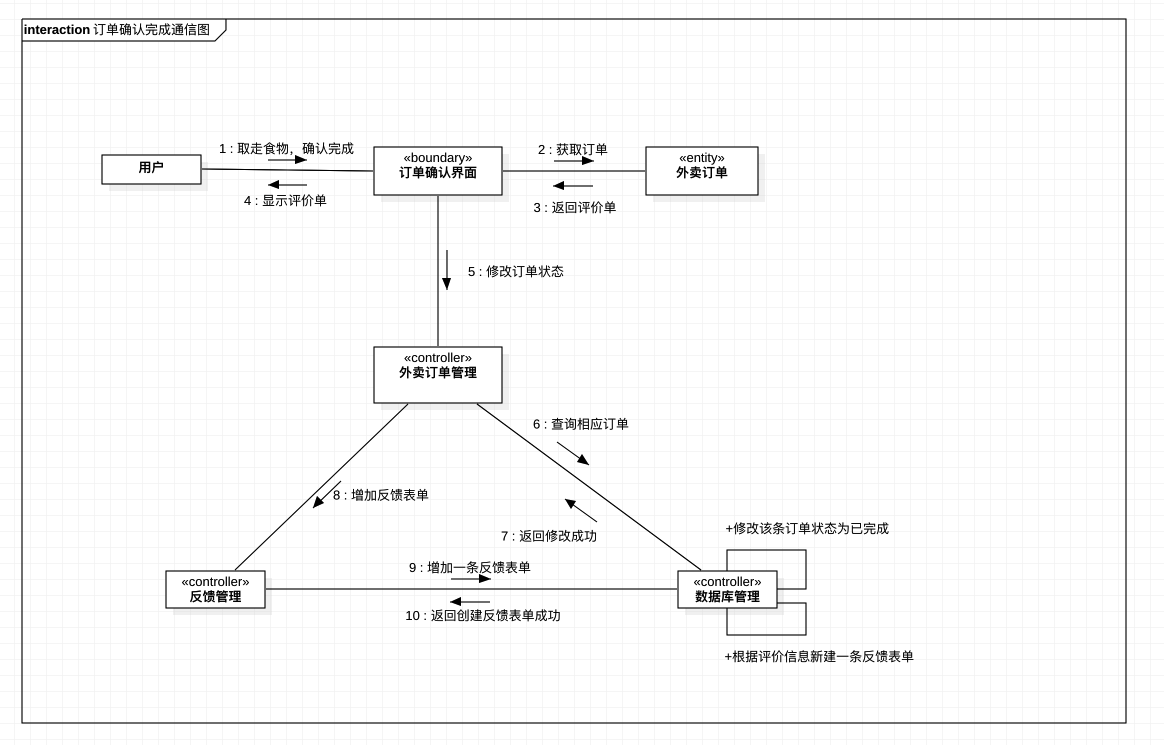 interaction 订单确认完成通信图
1 : 取走食物，确认完成
2 : 获取订单
用户
«boundary»
订单确认界面
«entity»
外卖订单
4 : 显示评价单
3 : 返回评价单
5 : 修改订单状态
«controller»
外卖订单管理
6 : 查询相应订单
8 : 增加反馈表单
7 : 返回修改成功
+修改该条订单状态为已完成
9 : 增加一条反馈表单
«controller»
反馈管理
«controller»
数据库管理
10 : 返回创建反馈表单成功
+根据评价信息新建一条反馈表单